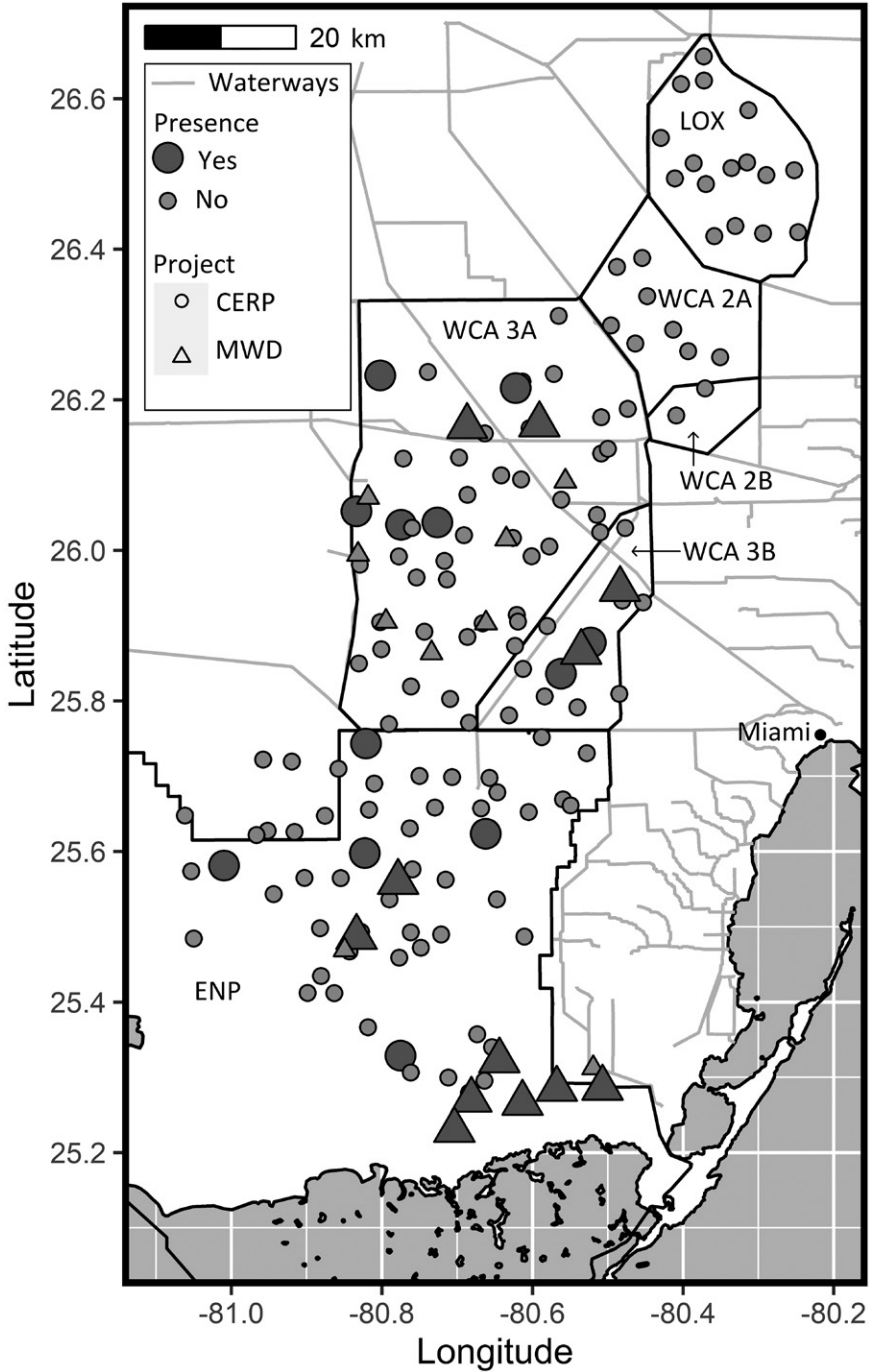 20 km
Waterways
Presence
Yes
No
Project
CERP
MWD
LOX
WCA 2A
WCA 3A
WCA 2B
WCA 3B
Miami
ENP
26.6
26.4
26.2
26.0
25.8
25.6
25.4
25.2
Latitude
-81.0 -80.8 -80.6 -80.4 -80.2
Longitude